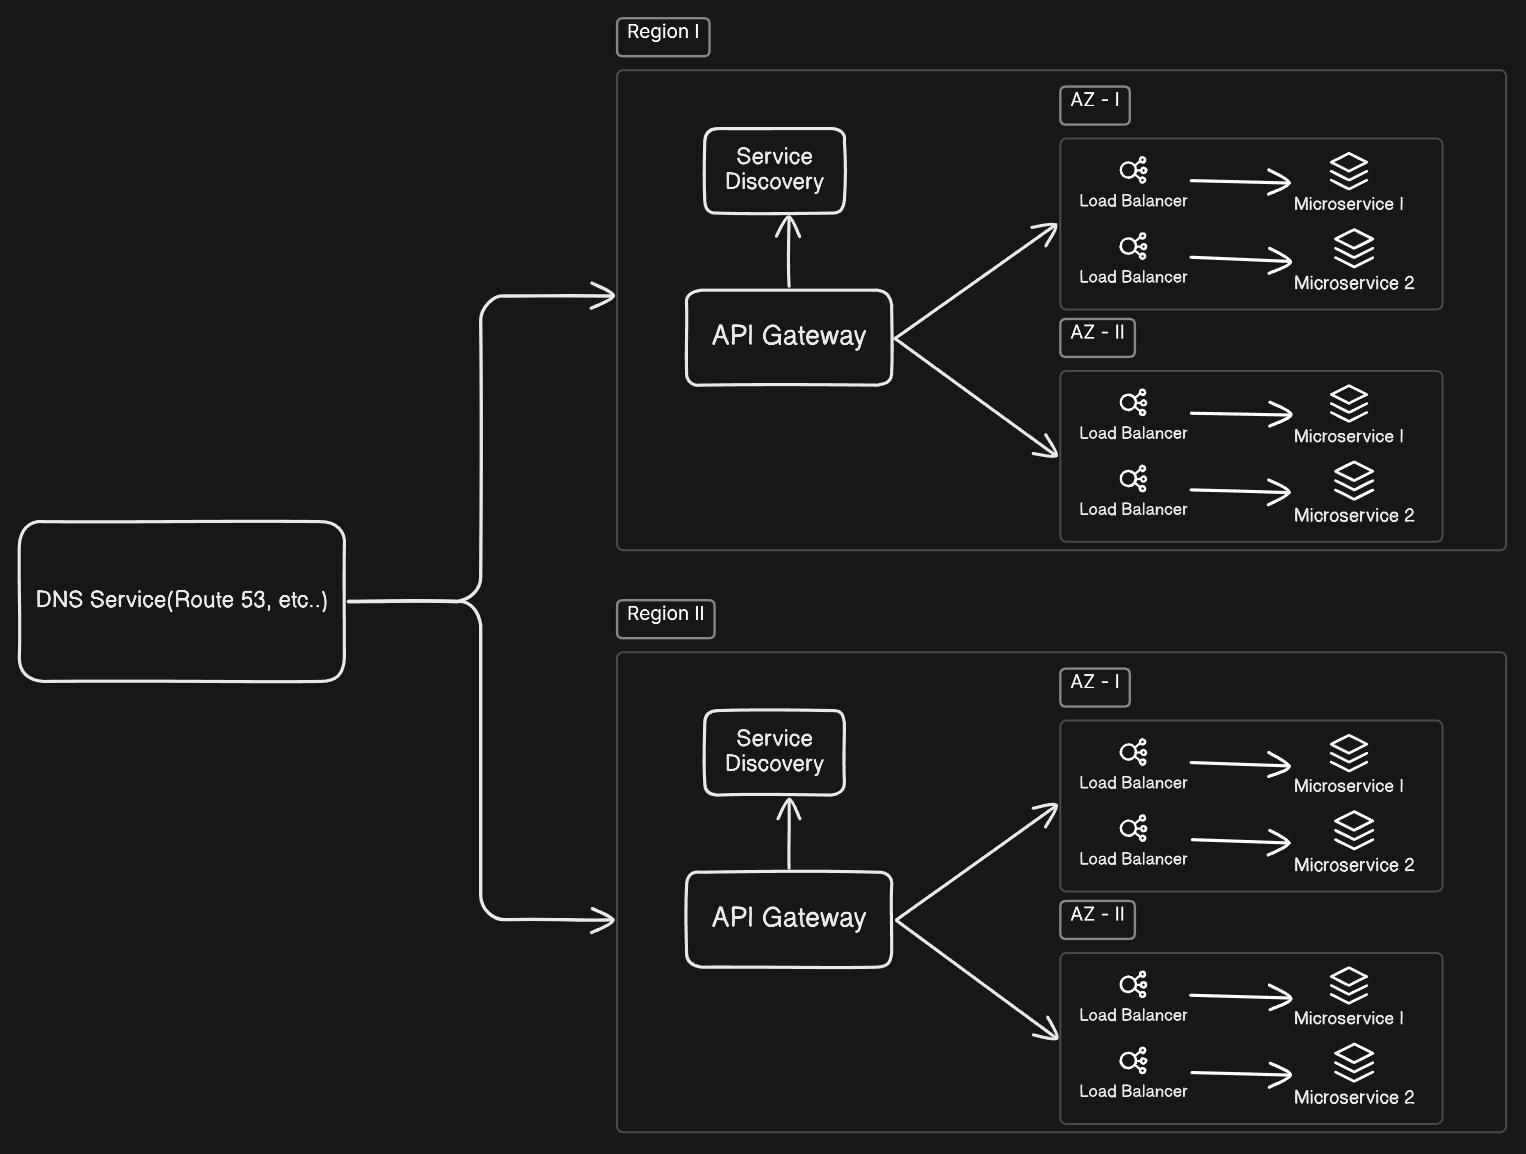 Region I
AZ - I
Service
Discovery
Load Balancer
Microservice I
Load Balancer
Microservice 2
API Gateway
AZ - II
Load Balancer
Microservice I
Load Balancer
Microservice 2
DNS Service(Route 53, etc..)
Region II
AZ - I
Service
Discovery
Load Balancer
Microservice I
Load Balancer
Microservice 2
API Gateway
AZ - II
Load Balancer
Microservice I
Load Balancer
Microservice 2